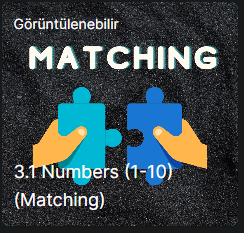 Görüntülenebilir
MATCHING
3.1 Numbers (1-10)
(Matching)